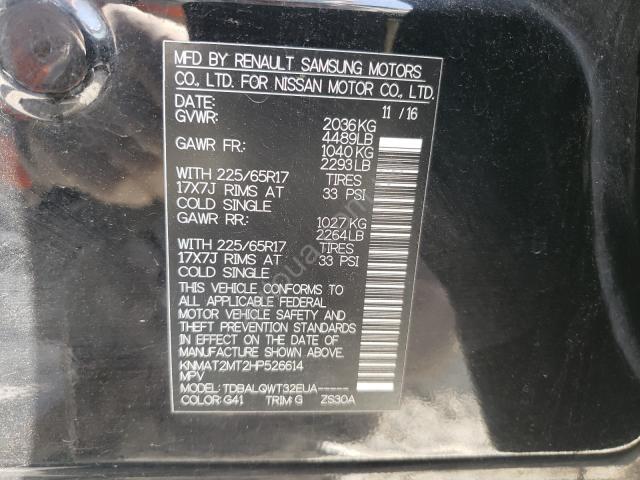 MFD BY RENAULT SAMSUNG MOTORS
CO., LTD. FOR NISSAN MOTOR CO., LTD.
DATE: 11 / 16
GVWR: 2036KG
4489LB
GAWR FR: 1040KG
2293LB
WITH 225/65R17 TIRES
17X7J RIMS AT 33 PSI
COLD SINGLE
GAWR RR: 1027KG
2264LB
WITH 225/65R17 TIRES
17X7J RIMS AT 33 PSI
COLD SINGLE
THIS VEHICLE CONFORMS TO
ALL APPLICABLE FEDERAL
MOTOR VEHICLE SAFETY AND
THEFT PREVENTION STANDARDS
IN EFFECT ON THE DATE OF
MANUFACTURE SHOWN ABOVE.
KNMAT2MT2HP526614
MPV
MODEL: TDBALQWT32EUA-----
COLOR: G41 TRIM: G ZS30A